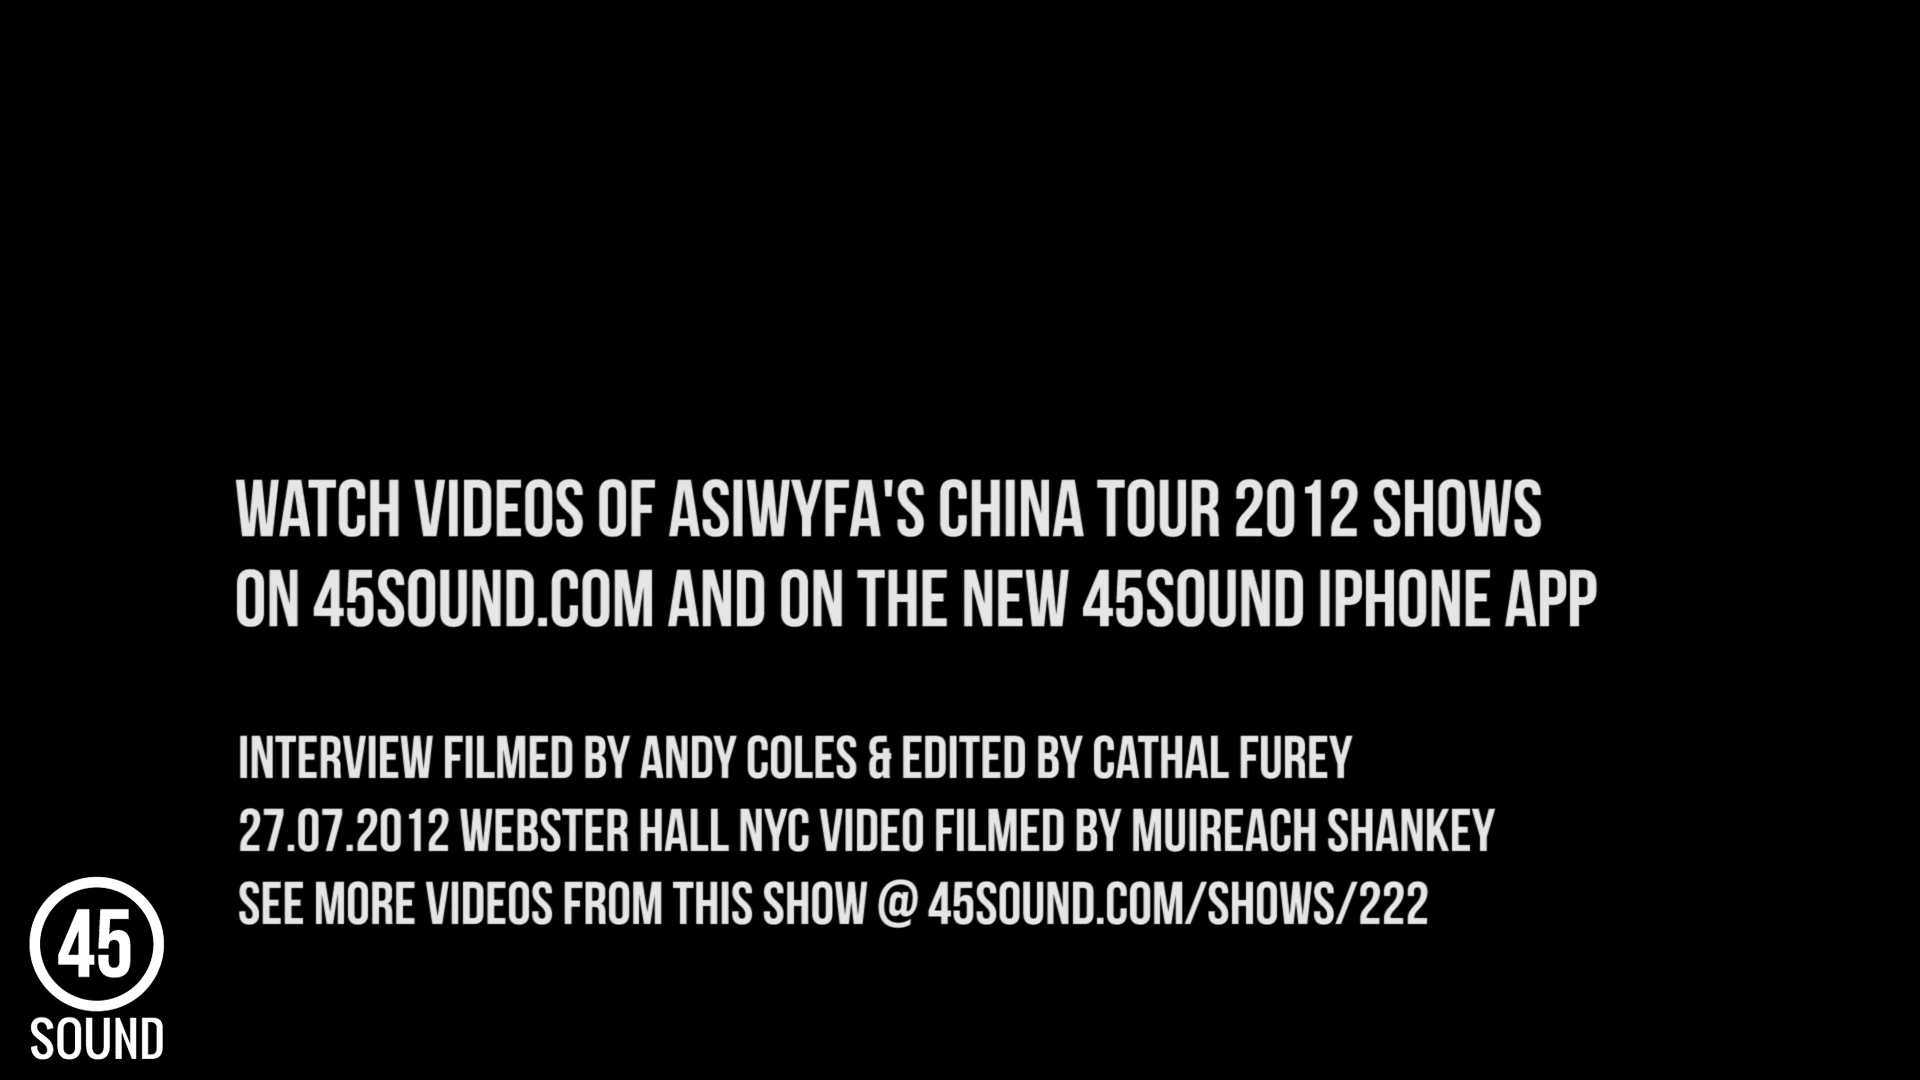 WATCH VIDEOS OF ASIWYFA'S CHINA TOUR 2012 SHOWS
ON 45SOUND.COM AND ON THE NEW 45SOUND IPHONE APP
INTERVIEW FILMED BY ANDY COLES & EDITED BY CATHAL FUREY
27.07.2012 WEBSTER HALL NYC VIDEO FILMED BY MUIREACH SHANKEY
SEE MORE VIDEOS FROM THIS SHOW @ 45SOUND.COM/SHOWS/222
45
SOUND